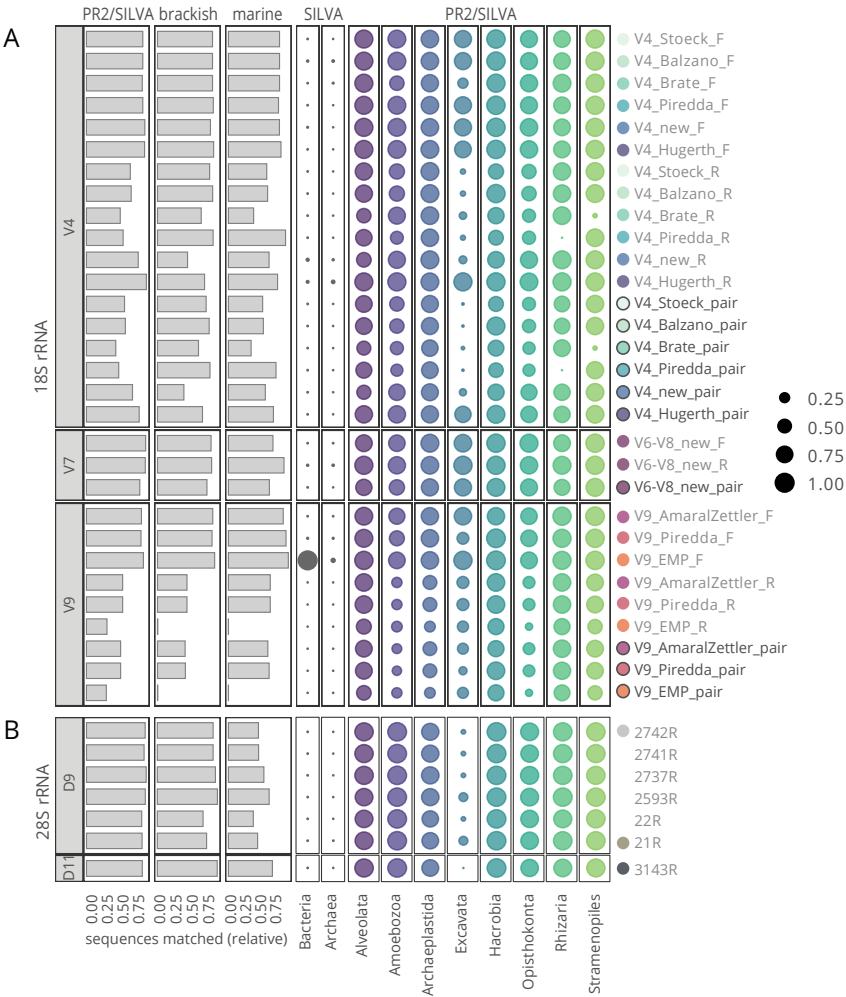 PR2/SILVA brackish marine SILVA PR2/SILVA
A
18S rRNA
V4
V4_Stoeck_F
V4_Balzano_F
V4_Brate_F
V4_Piredda_F
V4_new_F
V4_Hugerth_F
V4_Stoeck_R
V4_Balzano_R
V4_Brate_R
V4_Piredda_R
V4_new_R
V4_Hugerth_R
V4_Stoeck_pair
V4_Balzano_pair
V4_Brate_pair
V4_Piredda_pair
V4_new_pair
V4_Hugerth_pair
0.25
0.50
0.75
1.00
V7
V6-V8_new_F
V6-V8_new_R
V6-V8_new_pair
V9
V9_AmaralZettler_F
V9_Piredda_F
V9_EMP_F
V9_AmaralZettler_R
V9_Piredda_R
V9_EMP_R
V9_AmaralZettler_pair
V9_Piredda_pair
V9_EMP_pair
B
28S rRNA
D9
2742R
2741R
2737R
2593R
22R
21R
D11
3143R
0.00 0.25 0.50 0.75 0.00 0.25 0.50 0.75 0.00 0.25 0.50 0.75
sequences matched (relative)
Bacteria
Archaea
Alveolata
Amoebozoa
Archaeplastida
Excavata
Hacrobia
Opisthokonta
Rhizaria
Stramenopiles